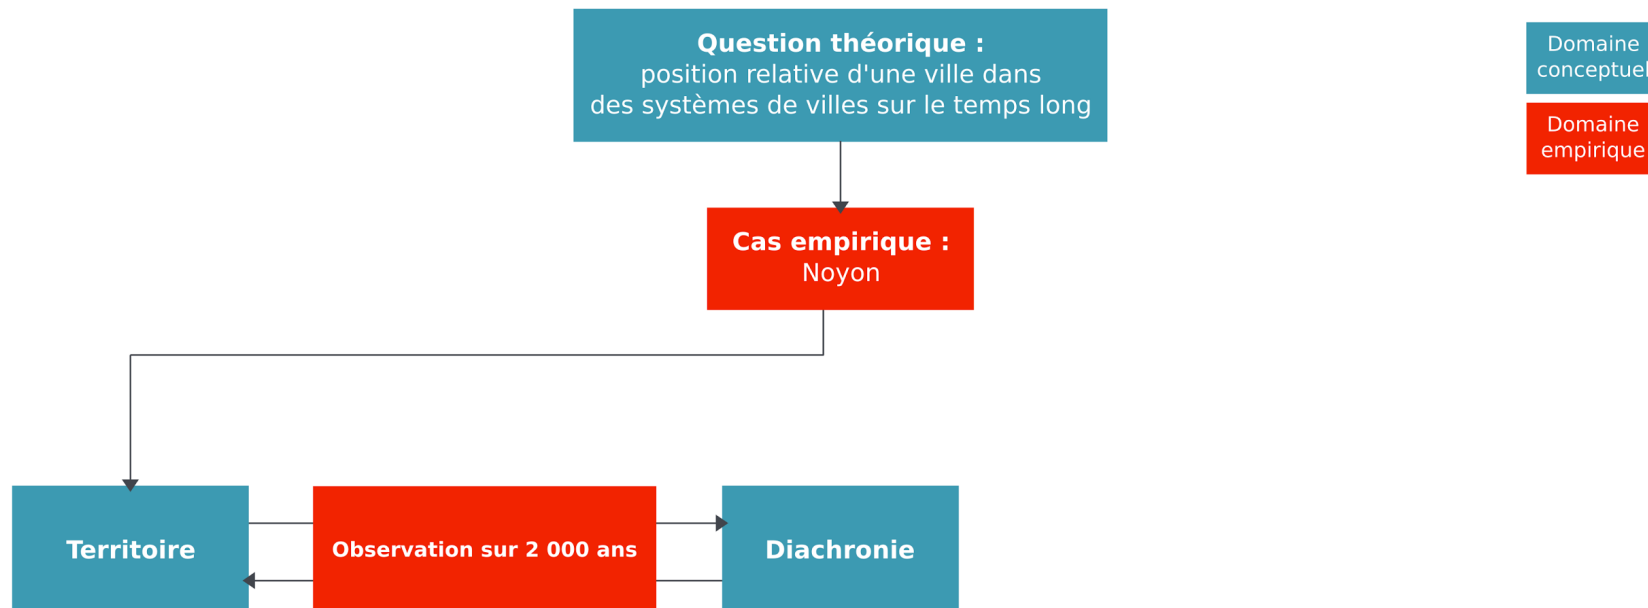 Question théorique :
position relative d'une ville dans
des systèmes de villes sur le temps long
Domaine
conceptuel
Domaine
empirique
Cas empirique :
Noyon
Territoire
Observation sur 2 000 ans
Diachronie